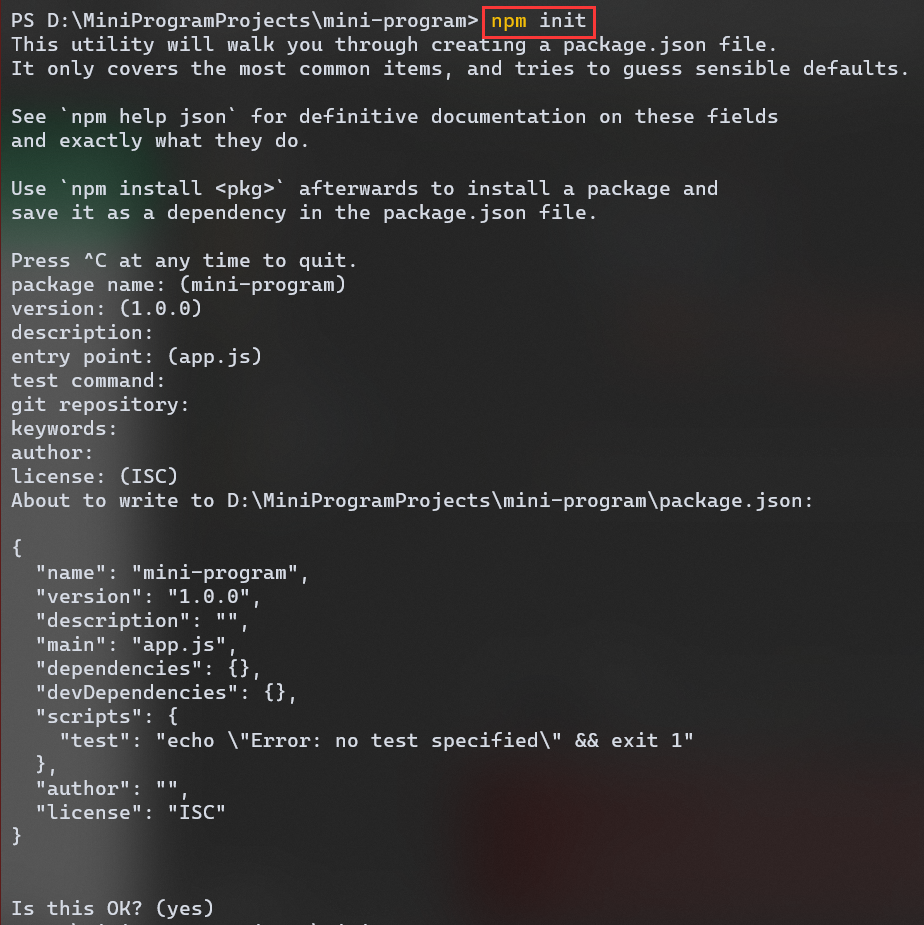 PS D:\MiniProgramProjects\mini-program> npm init
This utility will walk you through creating a package.json file.
It only covers the most common items, and tries to guess sensible defaults.
See `npm help json` for definitive documentation on these fields
and exactly what they do.
Use `npm install <pkg>` afterwards to install a package and
save it as a dependency in the package.json file.
Press ^C at any time to quit.
package name: (mini-program)
version: (1.0.0)
description:
entry point: (app.js)
test command:
git repository:
keywords:
author:
license: (ISC)
About to write to D:\MiniProgramProjects\mini-program\package.json:
{
  "name": "mini-program",
  "version": "1.0.0",
  "description": "",
  "main": "app.js",
  "dependencies": {},
  "devDependencies": {},
  "scripts": {
    "test": "echo \"Error: no test specified\" && exit 1"
  },
  "author": "",
  "license": "ISC"
}
Is this OK? (yes)